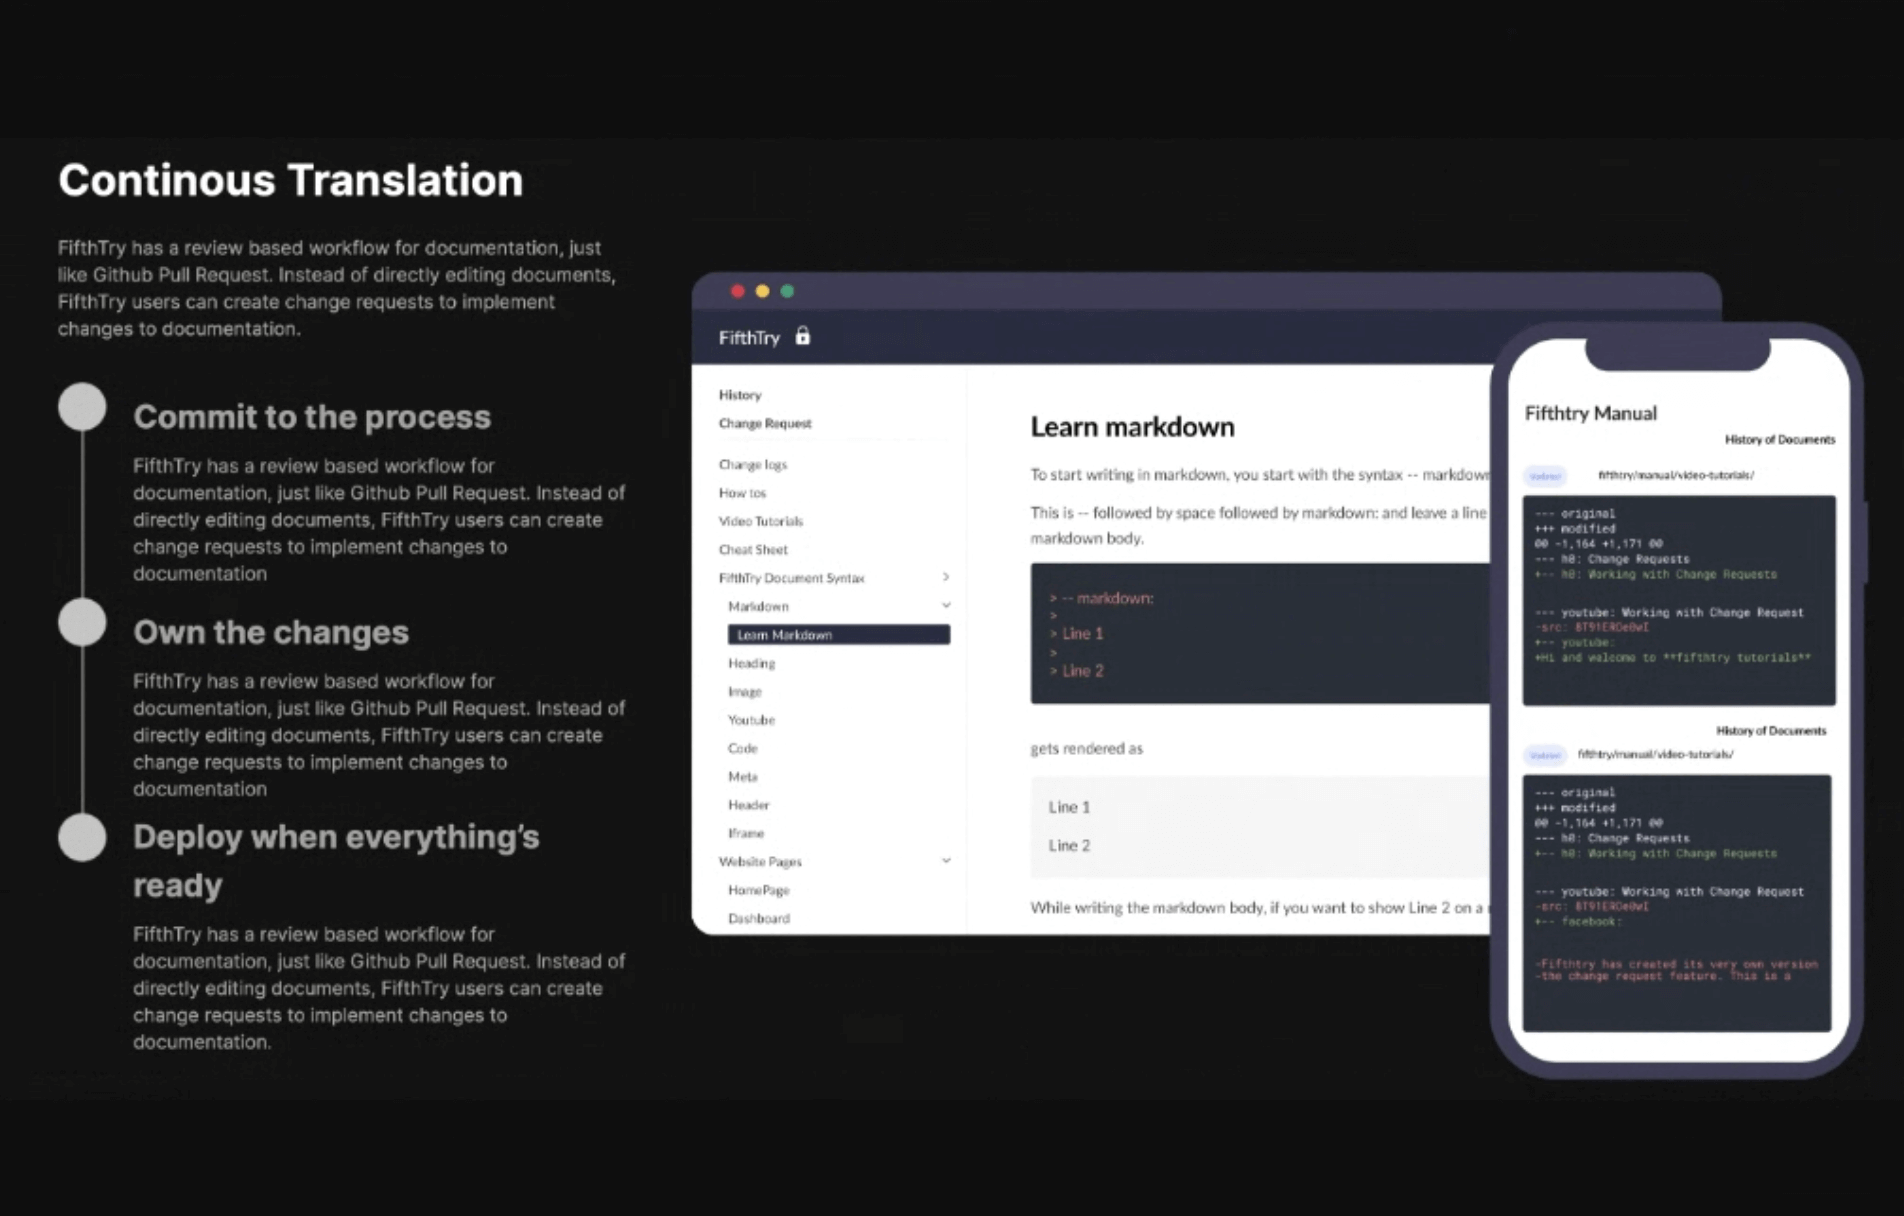 Continous Translation
FifthTry has a review based workflow for documentation, just
like Github Pull Request. Instead of directly editing documents,
FifthTry users can create change requests to implement
changes to documentation.
Commit to the process
FifthTry has a review based workflow for
documentation, just like Github Pull Request. Instead of
directly editing documents, FifthTry users can create
change requests to implement changes to
documentation
Own the changes
FifthTry has a review based workflow for
documentation, just like Github Pull Request. Instead of
directly editing documents, FifthTry users can create
change requests to implement changes to
documentation
Deploy when everything's
ready
FifthTry has a review based workflow for
documentation, just like Github Pull Request. Instead of
directly editing documents, FifthTry users can create
change requests to implement changes to
documentation.
FifthTry
History
Change Request
Change logs
How tos
Video Tutorials
Cheat Sheet
FifthTry Document Syntax
Markdown
Learn Markdown
Heading
Image
Youtube
Code
Meta
Header
Iframe
Website Pages
HomePage
Dashboard
Learn markdown
To start writing in markdown, you start with the syntax -- markdown
This is -- followed by space followed by markdown: and leave a line
markdown body.
> -- markdown:
>
> Line 1
>
> Line 2
gets rendered as
Line 1
Line 2
While writing the markdown body, if you want to show Line 2 on a
Fifthtry Manual
History of Documents
fifthtry/manual/video-tutorials/
--- original
+++ modified
@@ -1,164 +1,171 @@
--- h0: Change Requests
+-- h0: Working with Change Requests
--- youtube: Working with Change Request
-src:
+-- youtube:
+Hi and welcome to **fifthtry tutorials**
History of Documents
fifthtry/manual/video-tutorials/
--- original
+++ modified
@@ -1,164 +1,171 @@
--- h0: Change Requests
+-- h0: Working with Change Requests
--- youtube: Working with Change Request
-src:
+-- facebook:
-Fifthtry has created its very own version
-the change request feature. This is a